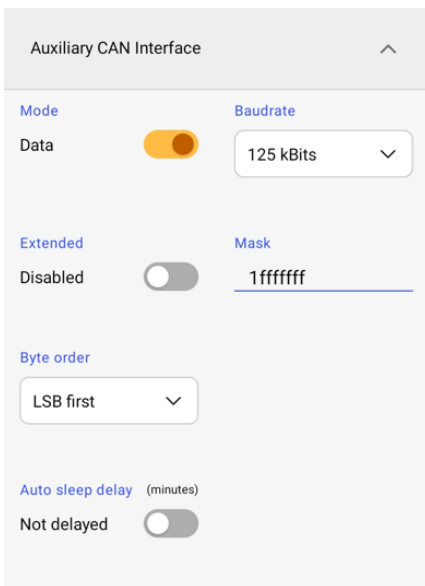 Auxiliary CAN Interface
Mode Baudrate
Data 125 kBits
Extended Mask
Disabled 1fffffff
Byte order
LSB first
Auto sleep delay (minutes)
Not delayed